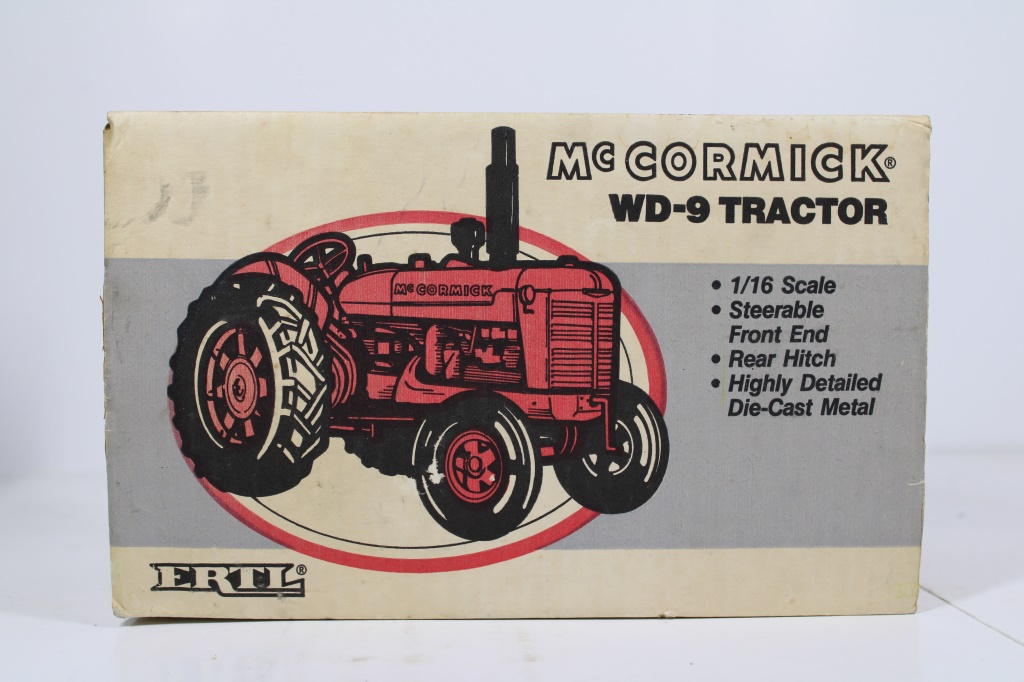 McCORMICK®
WD-9 TRACTOR
• 1/16 Scale
• Steerable
Front End
• Rear Hitch
• Highly Detailed
Die-Cast Metal
McCORMICK
ERTL®